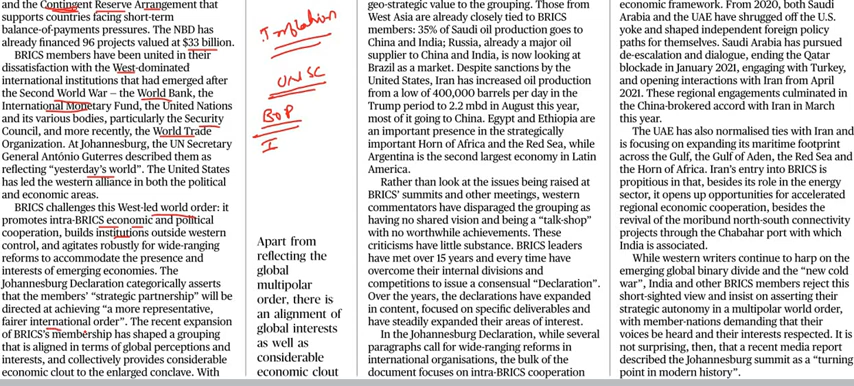 and the Contingent Reserve Arrangement that
supports countries facing short-term
balance-of-payments pressures. The NBD has
already financed 96 projects valued at $33 billion.
BRICS members have been united in their
dissatisfaction with the West-dominated
international institutions that had emerged after
the Second World War — the World Bank, the
International Monetary Fund, the United Nations
and its various bodies, particularly the Security
Council, and more recently, the World Trade
Organization. At Johannesburg, the UN Secretary
General António Guterres described them as
reflecting “yesterday’s world”. The United States
has led the western alliance in both the political
and economic areas.
BRICS challenges this West-led world order: it
promotes intra-BRICS economic and political
cooperation, builds institutions outside western
control, and agitates robustly for wide-ranging
reforms to accommodate the presence and
interests of emerging economies. The
Johannesburg Declaration categorically asserts
that the members’ “strategic partnership” will be
directed at achieving “a more representative,
fairer international order”. The recent expansion
of BRICS’s membership has shaped a grouping
that is aligned in terms of global perceptions and
interests, and collectively provides considerable
economic clout to the enlarged conclave. With
Inflation
UNSC
BoP
I
Apart from
reflecting the
global
multipolar
order, there is
an alignment of
global interests
as well as
considerable
economic clout
geo-strategic value to the grouping. Those from
West Asia are already closely tied to BRICS
members: 35% of Saudi oil production goes to
China and India; Russia, already a major oil
supplier to China and India, is now looking at
Brazil as a market. Despite sanctions by the
United States, Iran has increased oil production
from a low of 400,000 barrels per day in the
Trump period to 2.2 mbd in August this year,
most of it going to China. Egypt and Ethiopia are
an important presence in the strategically
important Horn of Africa and the Red Sea, while
Argentina is the second largest economy in Latin
America.
Rather than look at the issues being raised at
BRICS’ summits and other meetings, western
commentators have disparaged the grouping as
having no shared vision and being a “talk-shop”
with no worthwhile achievements. These
criticisms have little substance. BRICS leaders
have met over 15 years and every time have
overcome their internal divisions and
competitions to issue a consensual “Declaration”.
Over the years, the declarations have expanded
in content, focused on specific deliverables and
have steadily expanded their areas of interest.
In the Johannesburg Declaration, while several
paragraphs call for wide-ranging reforms in
international organisations, the bulk of the
document focuses on intra-BRICS cooperation
economic framework. From 2020, both Saudi
Arabia and the UAE have shrugged off the U.S.
yoke and shaped independent foreign policy
paths for themselves. Saudi Arabia has pursued
de-escalation and dialogue, ending the Qatar
blockade in January 2021, engaging with Turkey,
and opening interactions with Iran from April
2021. These regional engagements culminated in
the China-brokered accord with Iran in March
this year.
The UAE has also normalised ties with Iran and
is focusing on expanding its maritime footprint
across the Gulf, the Gulf of Aden, the Red Sea and
the Horn of Africa. Iran’s entry into BRICS is
propitious in that, besides its role in the energy
sector, it opens up opportunities for accelerated
regional economic cooperation, besides the
revival of the moribund north-south connectivity
projects through the Chabahar port with which
India is associated.
While western writers continue to harp on the
emerging global binary divide and the “new cold
war”, India and other BRICS members reject this
short-sighted view and insist on asserting their
strategic autonomy in a multipolar world order,
with member-nations demanding that their
voices be heard and their interests respected. It is
not surprising, then, that a recent media report
described the Johannesburg summit as a “turning
point in modern history”.